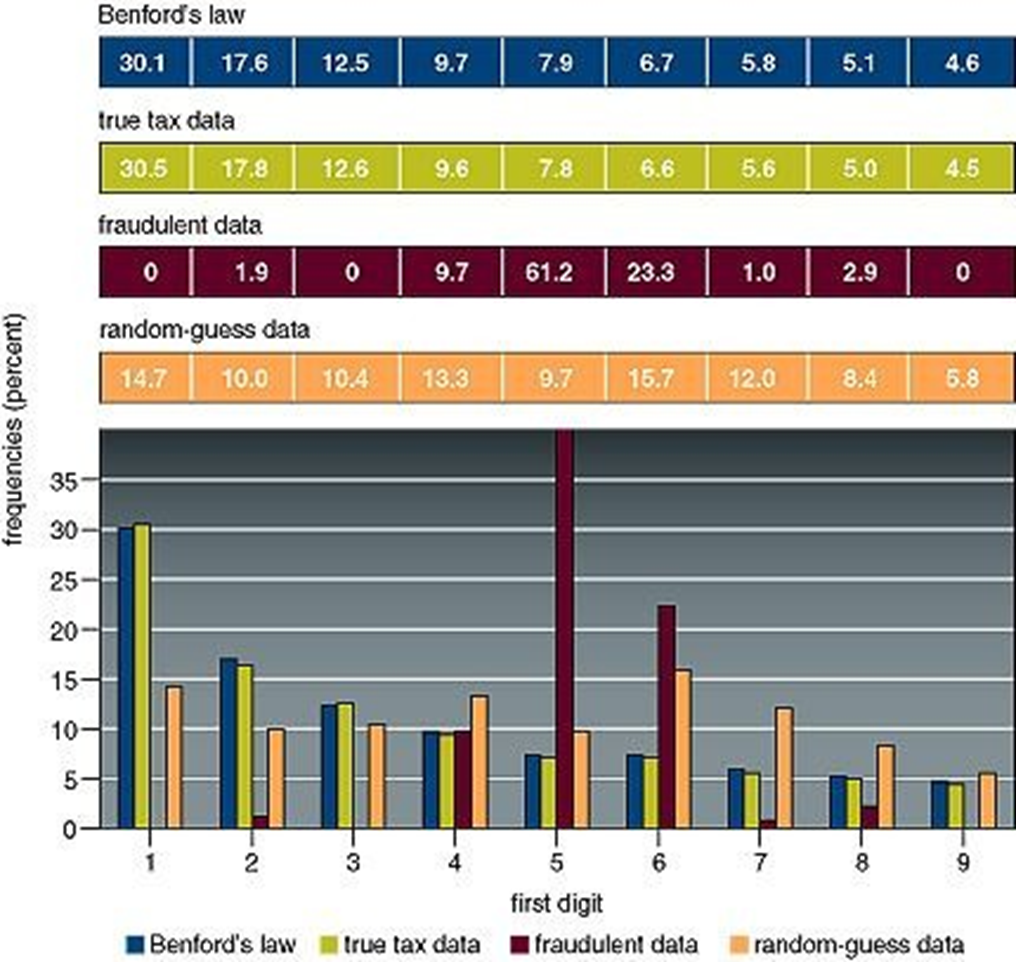 Benford's law
30.1 17.6 12.5 9.7 7.9 6.7 5.8 5.1 4.6
true tax data
30.5 17.8 12.6 9.6 7.8 6.6 5.6 5.0 4.5
fraudulent data
0 1.9 0 9.7 61.2 23.3 1.0 2.9 0
random-guess data
14.7 10.0 10.4 13.3 9.7 15.7 12.0 8.4 5.8
frequencies (percent)
35
30
25
20
15
10
5
0
1 2 3 4 5 6 7 8 9
first digit
Benford's law true tax data fraudulent data random-guess data